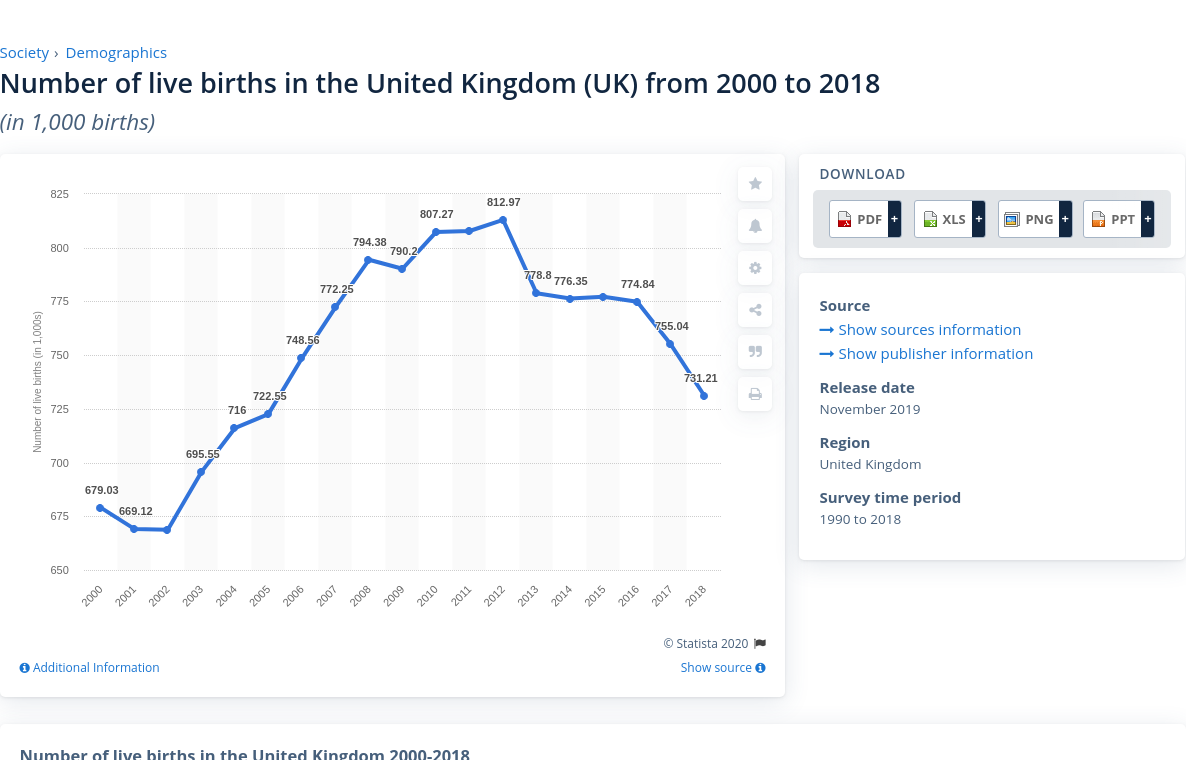 Society › Demographics
Number of live births in the United Kingdom (UK) from 2000 to 2018
(in 1,000 births)
Number of live births (in 1,000s)
825
800
775
750
725
700
675
650
679.03
669.12
695.55
716
722.55
748.56
772.25
794.38
790.2
807.27
812.97
778.8
776.35
774.84
755.04
731.21
2000
2001
2002
2003
2004
2005
2006
2007
2008
2009
2010
2011
2012
2013
2014
2015
2016
2017
2018
© Statista 2020
Additional Information
Show source
DOWNLOAD
PDF +
XLS +
PNG +
PPT +
Source
Show sources information
Show publisher information
Release date
November 2019
Region
United Kingdom
Survey time period
1990 to 2018
Number of live births in the United Kingdom 2000-2018